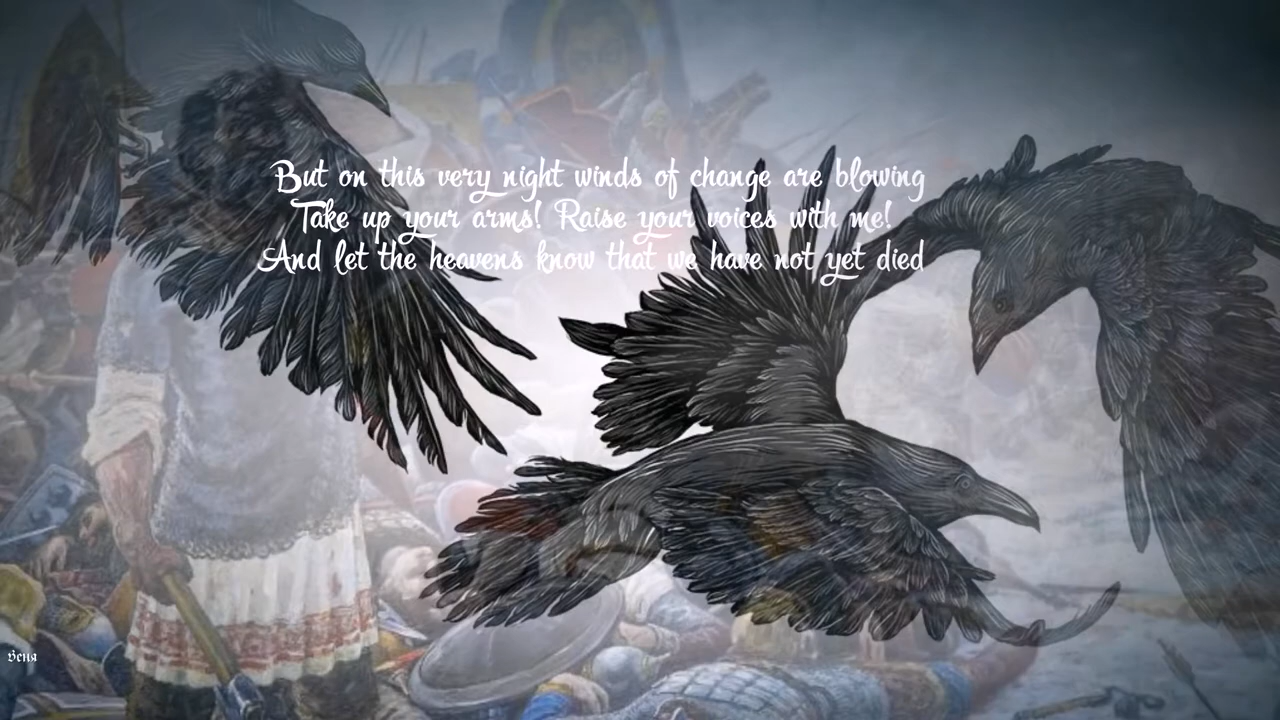 But on this very night winds of change are blowing
Take up your arms! Raise your voices with me!
And let the heavens know that we have not yet died
Веня